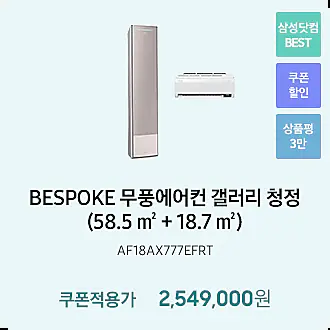 삼성닷컴
BEST
쿠폰
할인
상품평
3만
BESPOKE 무풍에어컨 갤러리 청정
(58.5 ㎡ + 18.7 ㎡)
AF18AX777EFRT
쿠폰적용가 2,549,000원